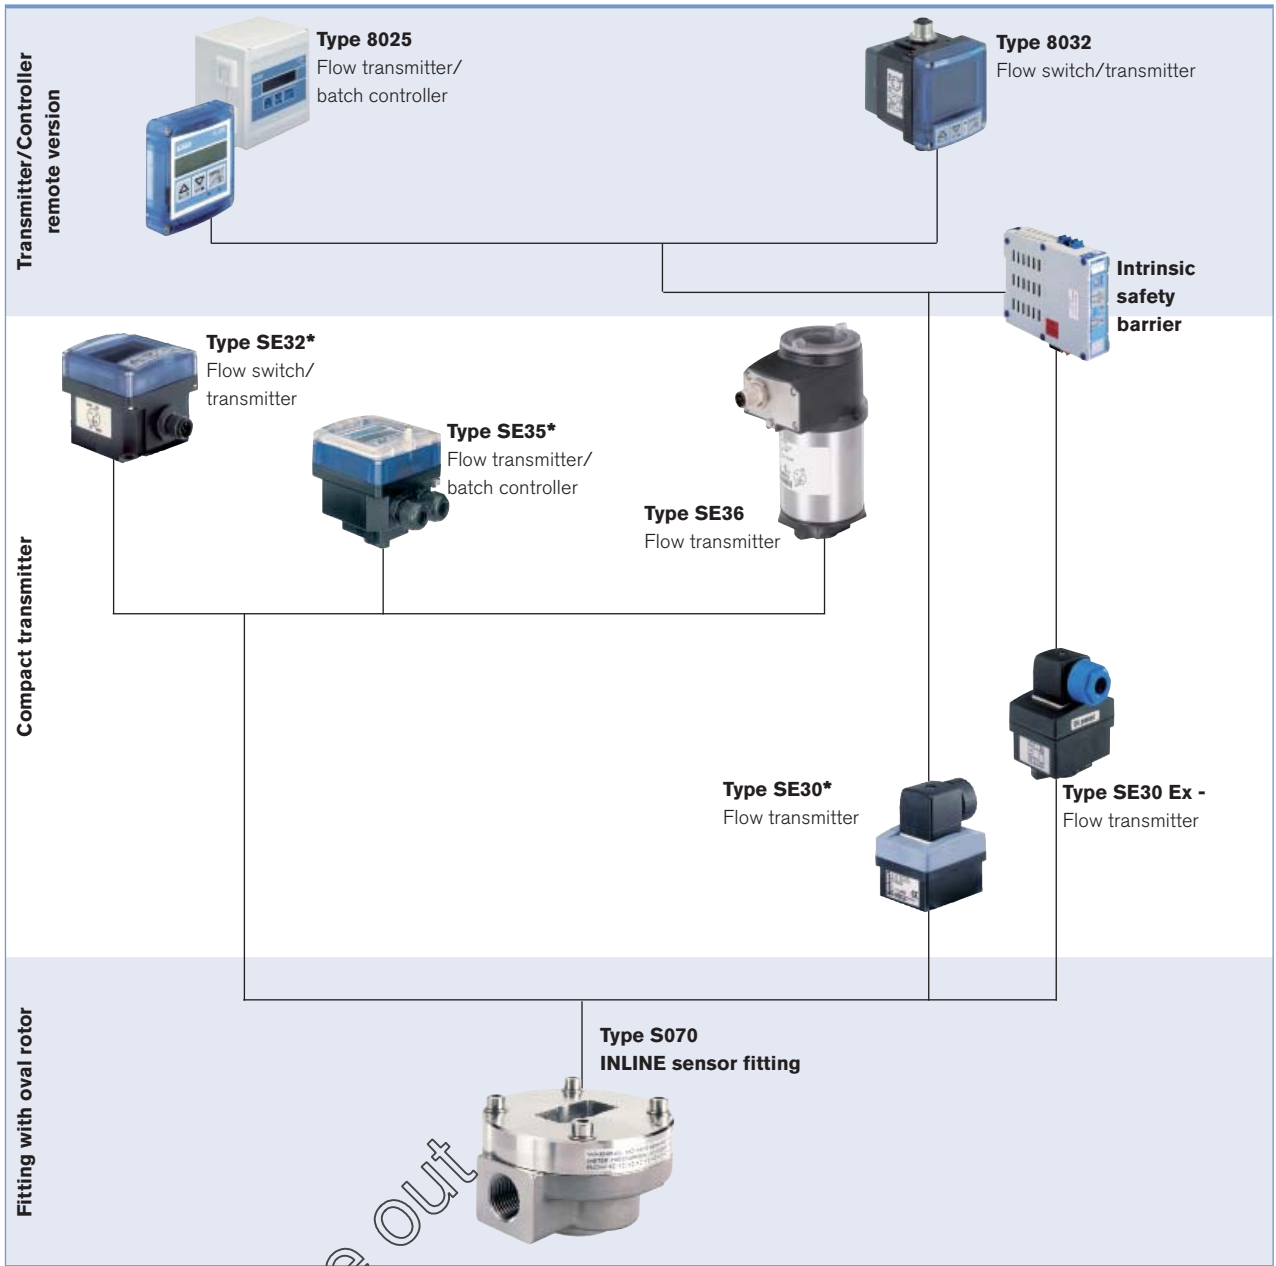 Transmitter/Controller
remote version
Type 8025
Flow transmitter/
batch controller
Type 8032
Flow switch/transmitter
Intrinsic
safety
barrier
Compact transmitter
Type SE32*
Flow switch/
transmitter
Type SE35*
Flow transmitter/
batch controller
Type SE36
Flow transmitter
Type SE30*
Flow transmitter
Type SE30 Ex -
Flow transmitter
Fitting with oval rotor
Type S070
INLINE sensor fitting
out